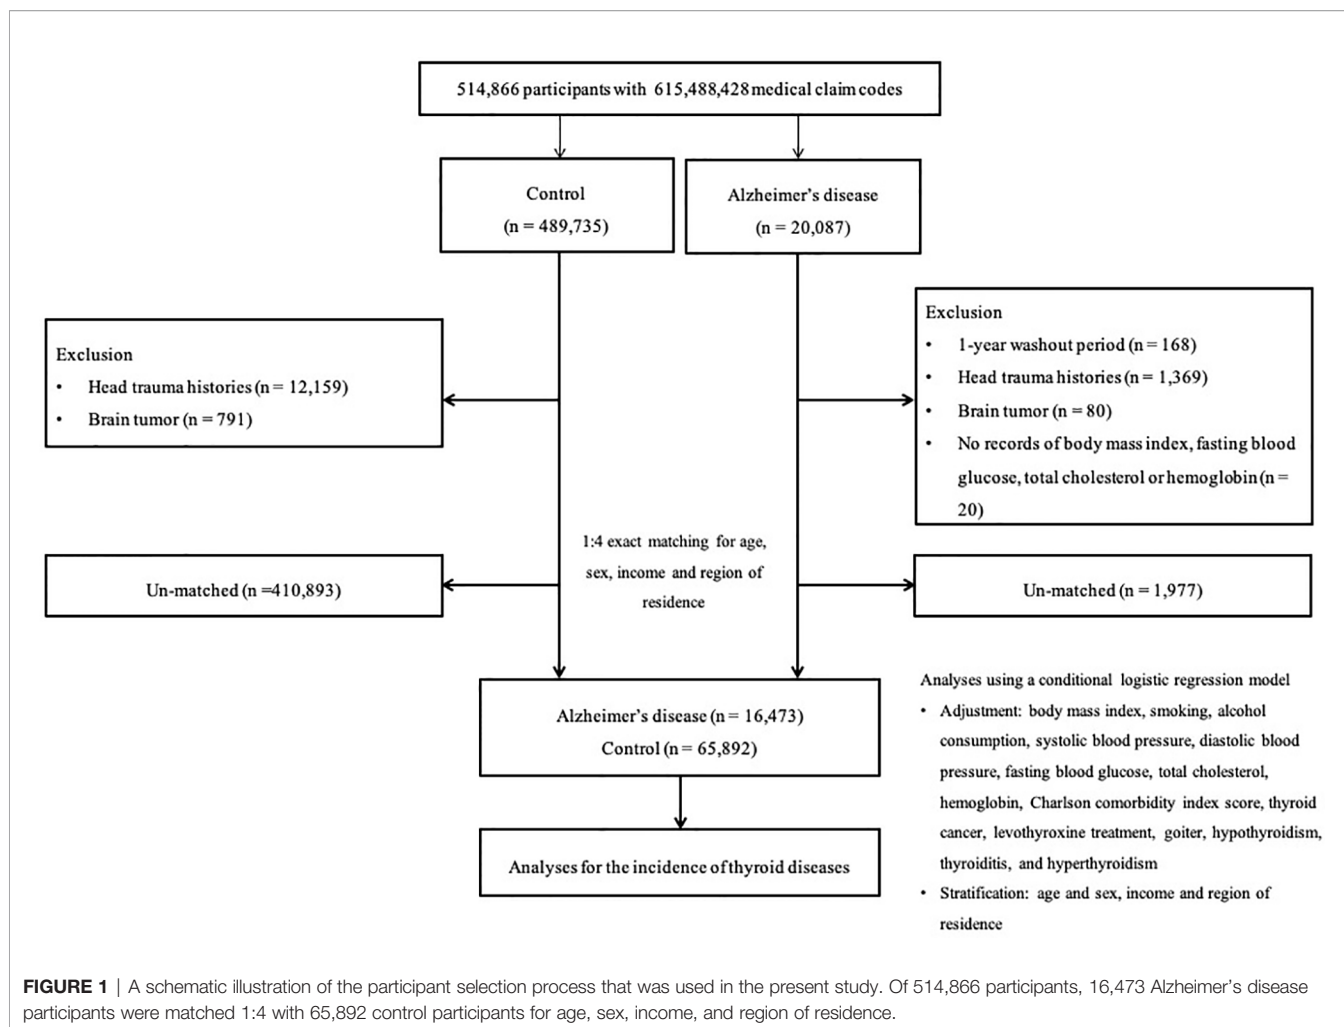 514,866 participants with 615,488,428 medical claim codes
Control
(n = 489,735)
Alzheimer's disease
(n = 20,087)
Exclusion
• Head trauma histories (n = 12,159)
• Brain tumor (n = 791)
Exclusion
• 1-year washout period (n = 168)
• Head trauma histories (n = 1,369)
• Brain tumor (n = 80)
• No records of body mass index, fasting blood
glucose, total cholesterol or hemoglobin (n =
20)
1:4 exact matching for age,
sex, income and region of
residence
Un-matched (n =410,893)
Un-matched (n = 1,977)
Alzheimer's disease (n = 16,473)
Control (n = 65,892)
Analyses for the incidence of thyroid diseases
Analyses using a conditional logistic regression model
• Adjustment: body mass index, smoking, alcohol
consumption, systolic blood pressure, diastolic blood
pressure, fasting blood glucose, total cholesterol,
hemoglobin, Charlson comorbidity index score, thyroid
cancer, levothyroxine treatment, goiter, hypothyroidism,
thyroiditis, and hyperthyroidism
• Stratification: age and sex, income and region of
residence
FIGURE 1 | A schematic illustration of the participant selection process that was used in the present study. Of 514,866 participants, 16,473 Alzheimer's disease
participants were matched 1:4 with 65,892 control participants for age, sex, income, and region of residence.